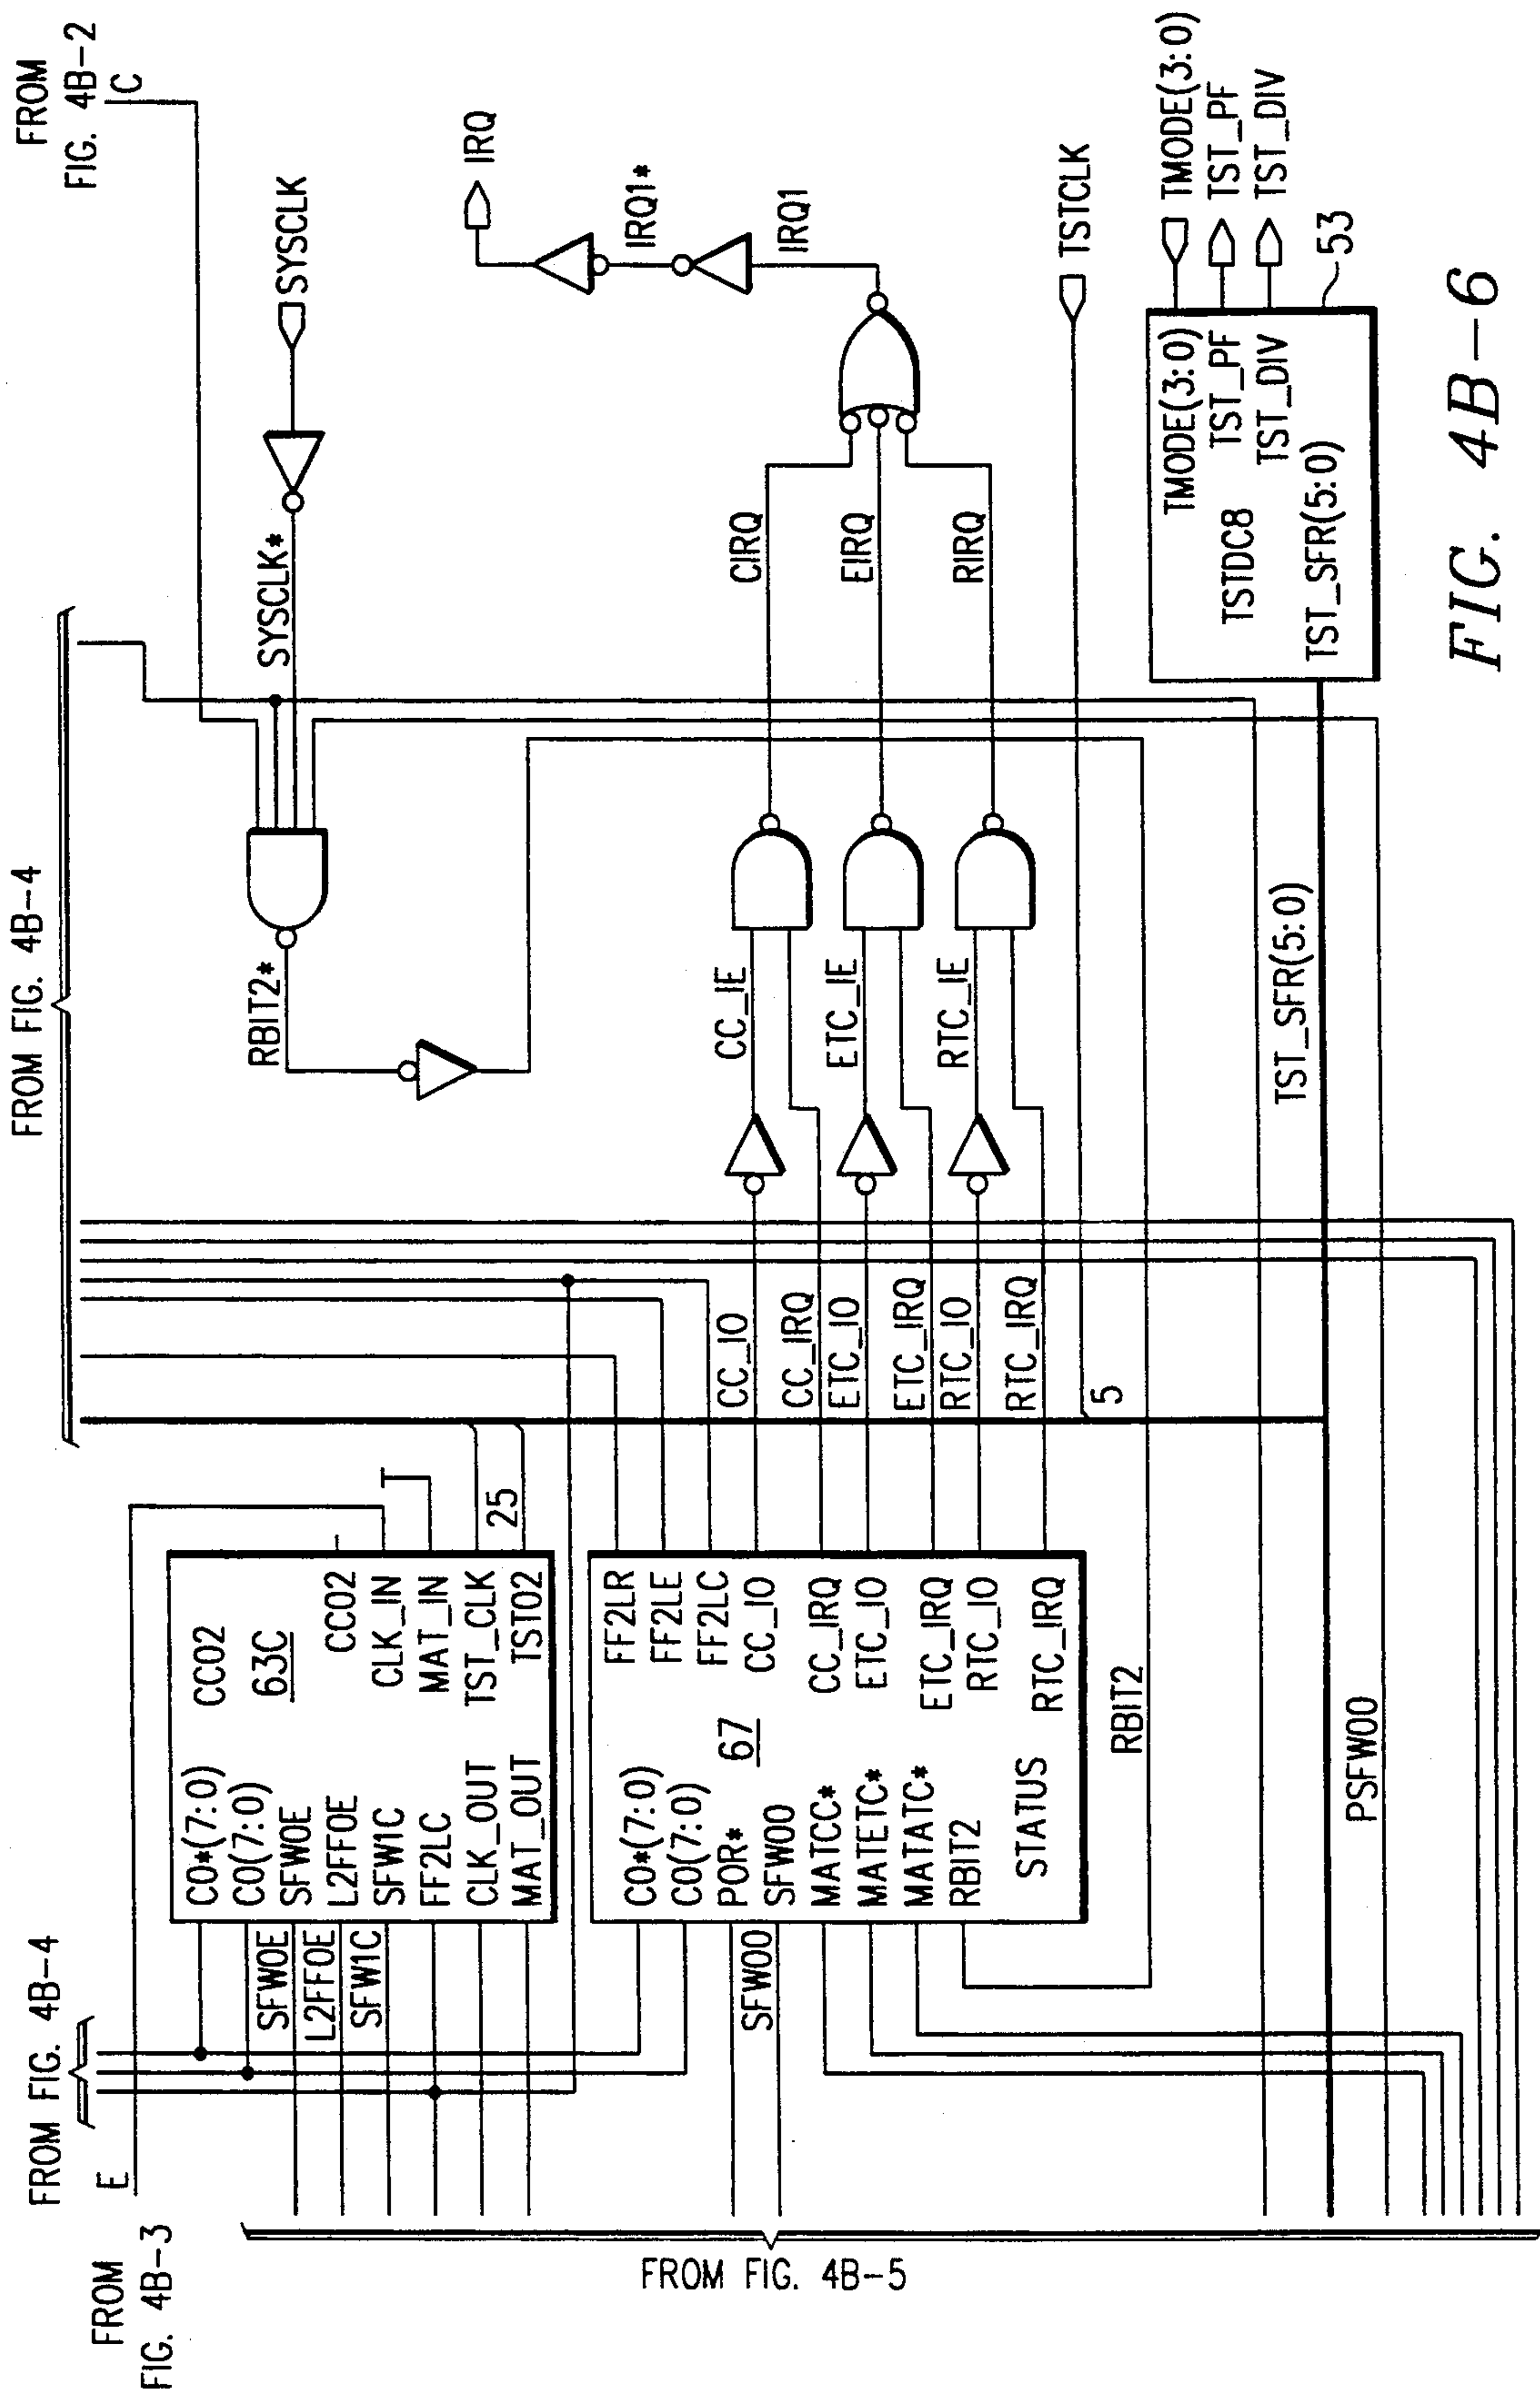 FROM FIG. 4B-4
FROM
FIG. 4B-2
C
FROM
FIG. 4B-3
E
FROM FIG. 4B-4
FROM FIG. 4B-5
CO*(7:0)
CO(7:0)
SFW0E
L2FF0E
SFW1C
FF2LC
CLK_OUT
MAT_OUT
CC02
63C
CC02
CLK_IN
MAT_IN
TST_CLK
TST02
SFW0E
L2FF0E
SFW1C
25
CO*(7:0)
CO(7:0)
POR*
SFW00
MATCC*
MATETC*
MATATC*
RBIT2
67
STATUS
FF2LR
FF2LE
FF2LC
CC_IO
CC_IRQ
ETC_IO
ETC_IRQ
RTC_IO
RTC_IRQ
SFW00
CC_IO
CC_IRQ
ETC_IO
ETC_IRQ
RTC_IO
RTC_IRQ
5
CC_IE
ETC_IE
RTC_IE
RBIT2*
SYSCLK*
SYSCLK
CIRQ
EIRQ
RIRQ
IRQ1
IRQ1*
IRQ
TSTCLK
RBIT2
PSFW00
TST_SFR(5:0)
TMODE(3:0)
TST_PF
TST_DIV
TSTDC8
TST_SFR(5:0)
TMODE(3:0)
TST_PF
TST_DIV
53
FIG. 4B-6